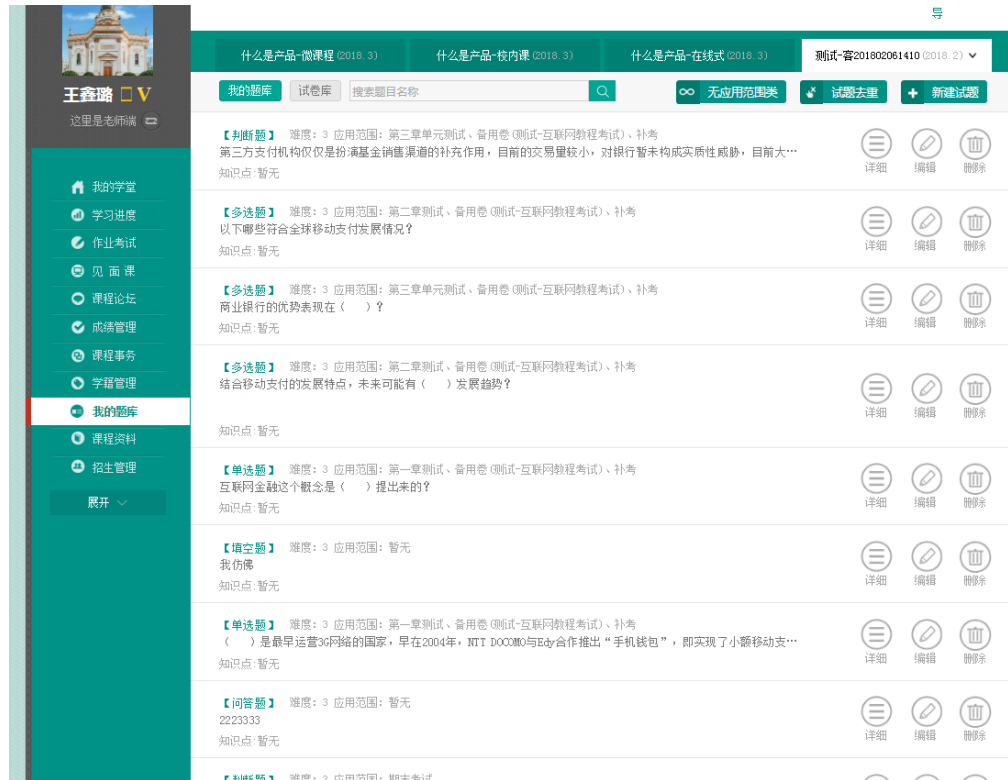 导
什么是产品-微课程 (2018. 3)
什么是产品-校内课 (2018. 3)
什么是产品-在线式 (2018. 3)
测试-客201802061410 (2018. 2)
王鑫璐 V
这里是老师端
我的题库
试卷库
搜索题目名称
无应用范围类
试题去重
新建试题
我的学堂
学习进度
作业考试
见 面 课
课程论坛
成绩管理
课程事务
学籍管理
我的题库
课程资料
招生管理
展开
【判断题】 难度: 3 应用范围: 第三章单元测试、备用卷(测试-互联网教程考试)、补考
第三方支付机构仅仅是扮演基金销售渠道的补充作用，目前的交易量较小，对银行暂未构成实质性威胁，目前大…
知识点:暂无
详细 编辑 删除
【多选题】 难度: 3 应用范围: 第二章测试、备用卷(测试-互联网教程考试)、补考
以下哪些符合全球移动支付发展情况?
知识点:暂无
详细 编辑 删除
【多选题】 难度: 3 应用范围: 第三章单元测试、备用卷(测试-互联网教程考试)、补考
商业银行的优势表现在（ ）?
知识点:暂无
详细 编辑 删除
【多选题】 难度: 3 应用范围: 第二章测试、备用卷(测试-互联网教程考试)、补考
结合移动支付的发展特点，未来可能有（ ）发展趋势?
知识点:暂无
详细 编辑 删除
【单选题】 难度: 3 应用范围: 第一章测试、备用卷(测试-互联网教程考试)、补考
互联网金融这个概念是（ ）提出来的?
知识点:暂无
详细 编辑 删除
【填空题】 难度: 3 应用范围: 暂无
我仿佛
知识点:暂无
详细 编辑 删除
【单选题】 难度: 3 应用范围: 第一章测试、备用卷(测试-互联网教程考试)、补考
（ ）是最早运营3G网络的国家，早在2004年，NTT DOCOMO与Edy合作推出“手机钱包”，即实现了小额移动支…
知识点:暂无
详细 编辑 删除
【问答题】 难度: 3 应用范围: 暂无
2223333
知识点:暂无
详细 编辑 删除
【判断题】 难度: 3 应用范围: 期末考试